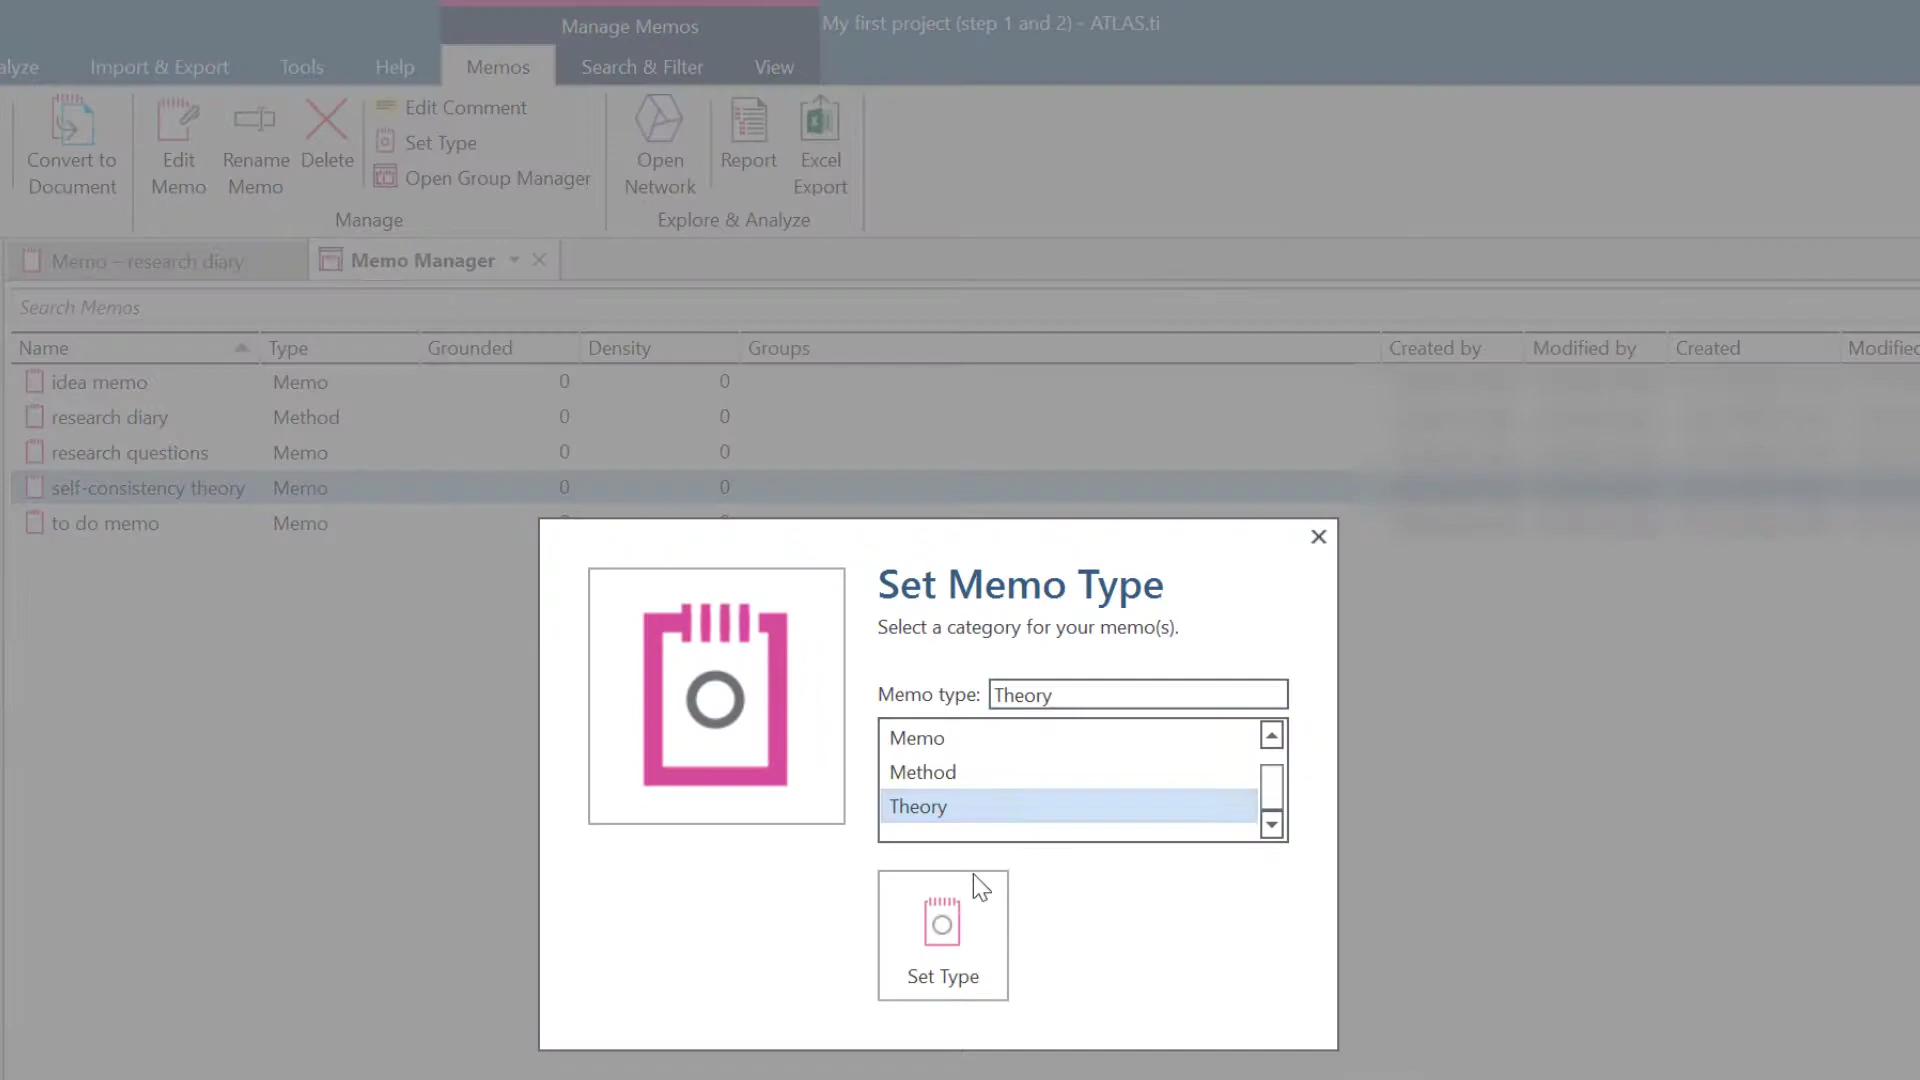 Manage Memos
My first project (step 1 and 2) - ATLAS.ti
alyze Import & Export Tools Help Memos Search & Filter View
Convert to Document
Edit Memo
Rename Memo
Delete
Edit Comment
Set Type
Open Group Manager
Open Network
Report
Excel Export
Manage
Explore & Analyze
Memo – research diary
Memo Manager
Search Memos
Name Type Grounded Density Groups Created by Modified by Created Modified
idea memo Memo 0 0
research diary Method 0 0
research questions Memo 0 0
self-consistency theory Memo 0 0
to do memo Memo
Set Memo Type
Select a category for your memo(s).
Memo type: Theory
Memo
Method
Theory
Set Type